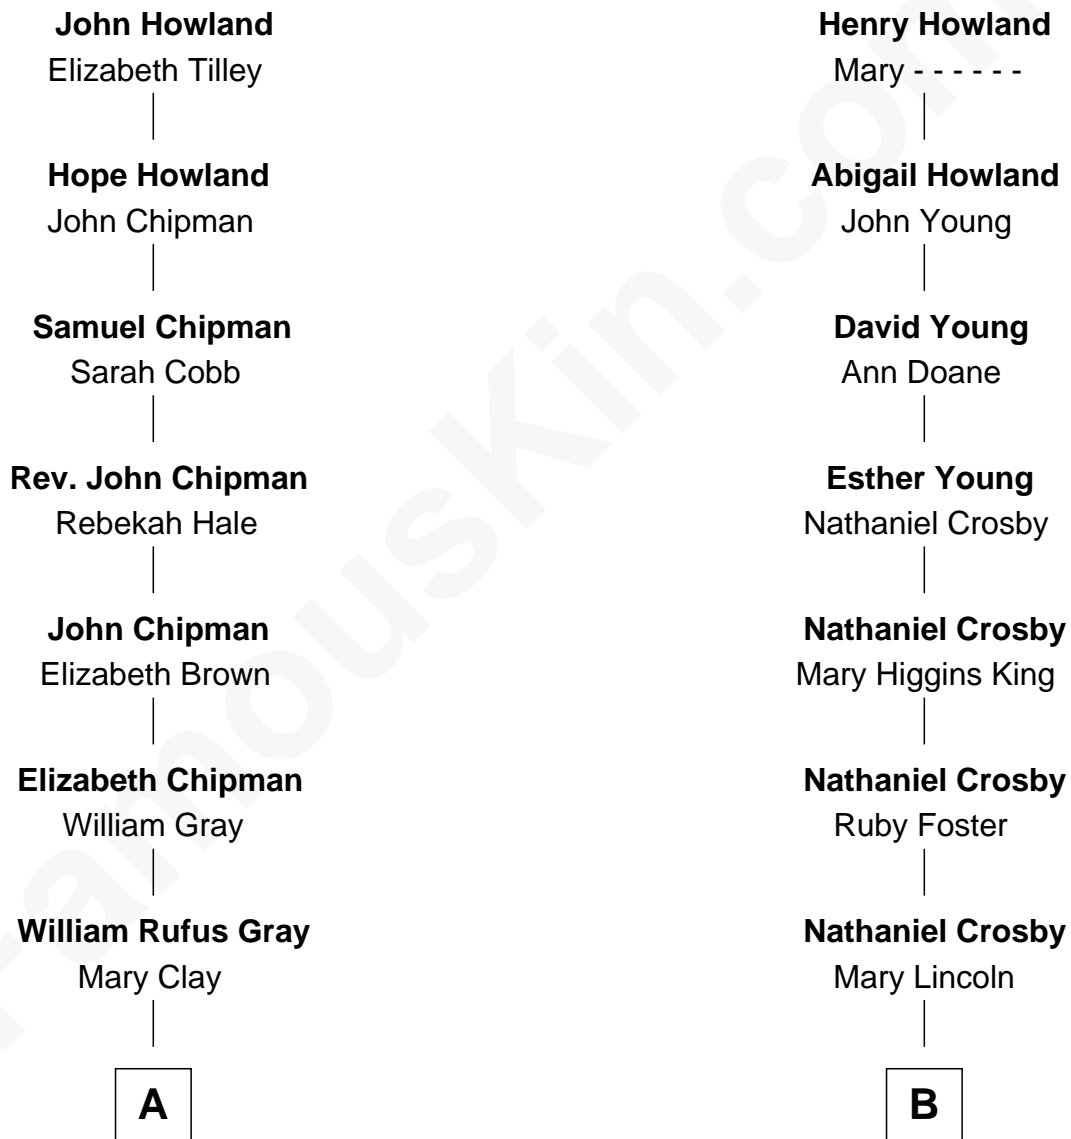 John Howland
Elizabeth Tilley
Hope Howland
John Chipman
Samuel Chipman
Sarah Cobb
Rev. John Chipman
Rebekah Hale
John Chipman
Elizabeth Brown
Elizabeth Chipman
William Gray
William Rufus Gray
Mary Clay
A
Henry Howland
Mary - - - - - -
Abigail Howland
John Young
David Young
Ann Doane
Esther Young
Nathaniel Crosby
Nathaniel Crosby
Mary Higgins King
Nathaniel Crosby
Ruby Foster
Nathaniel Crosby
Mary Lincoln
B
FamousKin.com